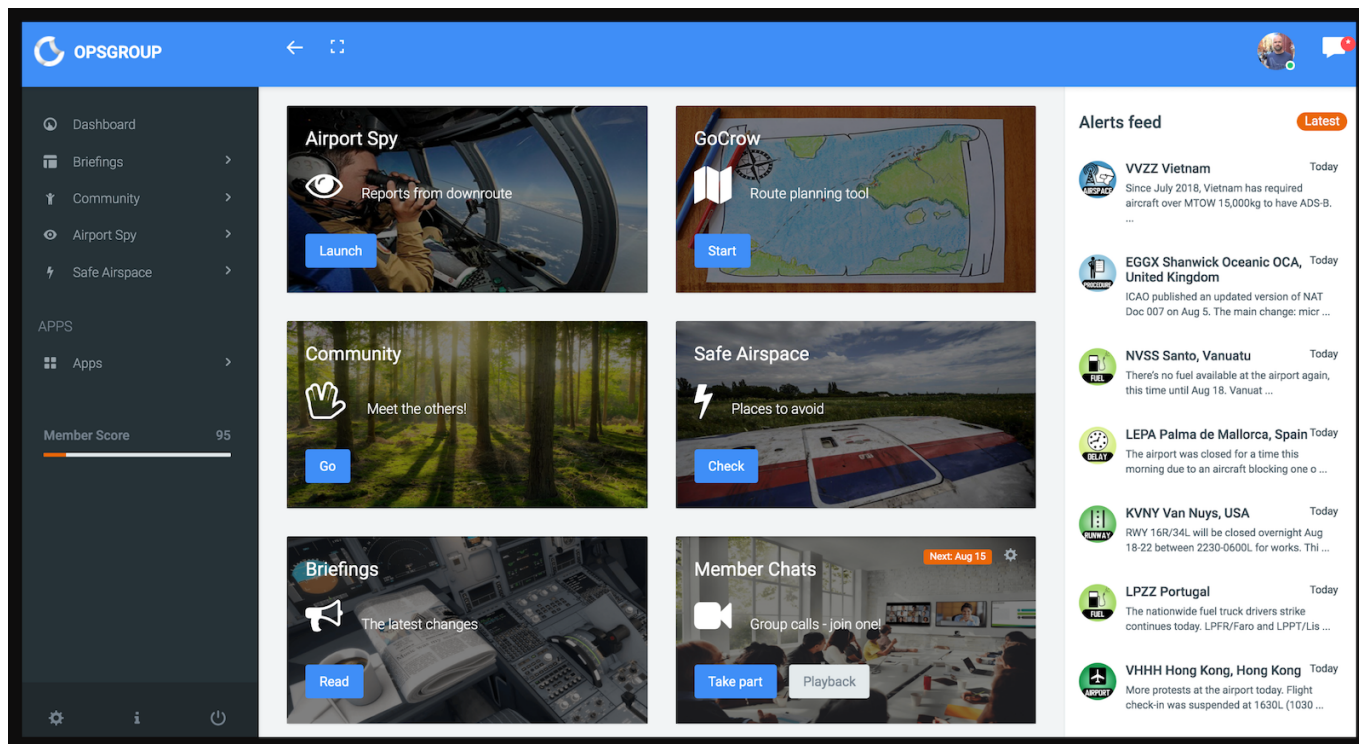 OPSGROUP
Dashboard
Briefings
Community
Airport Spy
Safe Airspace
APPS
Apps
Member Score 95
Airport Spy
Reports from downroute
Launch
GoCrow
Route planning tool
Start
Community
Meet the others!
Go
Safe Airspace
Places to avoid
Check
Briefings
The latest changes
Read
Next: Aug 15
Member Chats
Group calls - join one!
Take part
Playback
Alerts feed
Latest
AIRSPACE
VVZZ Vietnam Today
Since July 2018, Vietnam has required
aircraft over MTOW 15,000kg to have ADS-B.
...
PROCEDURE
EGGX Shanwick Oceanic OCA, Today
United Kingdom
ICAO published an updated version of NAT
Doc 007 on Aug 5. The main change: micr ...
FUEL
NVSS Santo, Vanuatu Today
There's no fuel available at the airport again,
this time until Aug 18. Vanuat ...
DELAY
LEPA Palma de Mallorca, Spain Today
The airport was closed for a time this
morning due to an aircraft blocking one o ...
RUNWAY
KVNY Van Nuys, USA Today
RWY 16R/34L will be closed overnight Aug
18-22 between 2230-0600L for works. Thi ...
FUEL
LPZZ Portugal Today
The nationwide fuel truck drivers strike
continues today. LPFR/Faro and LPPT/Lis ...
AIRPORT
VHHH Hong Kong, Hong Kong Today
More protests at the airport today. Flight
check-in was suspended at 1630L (1030 ...